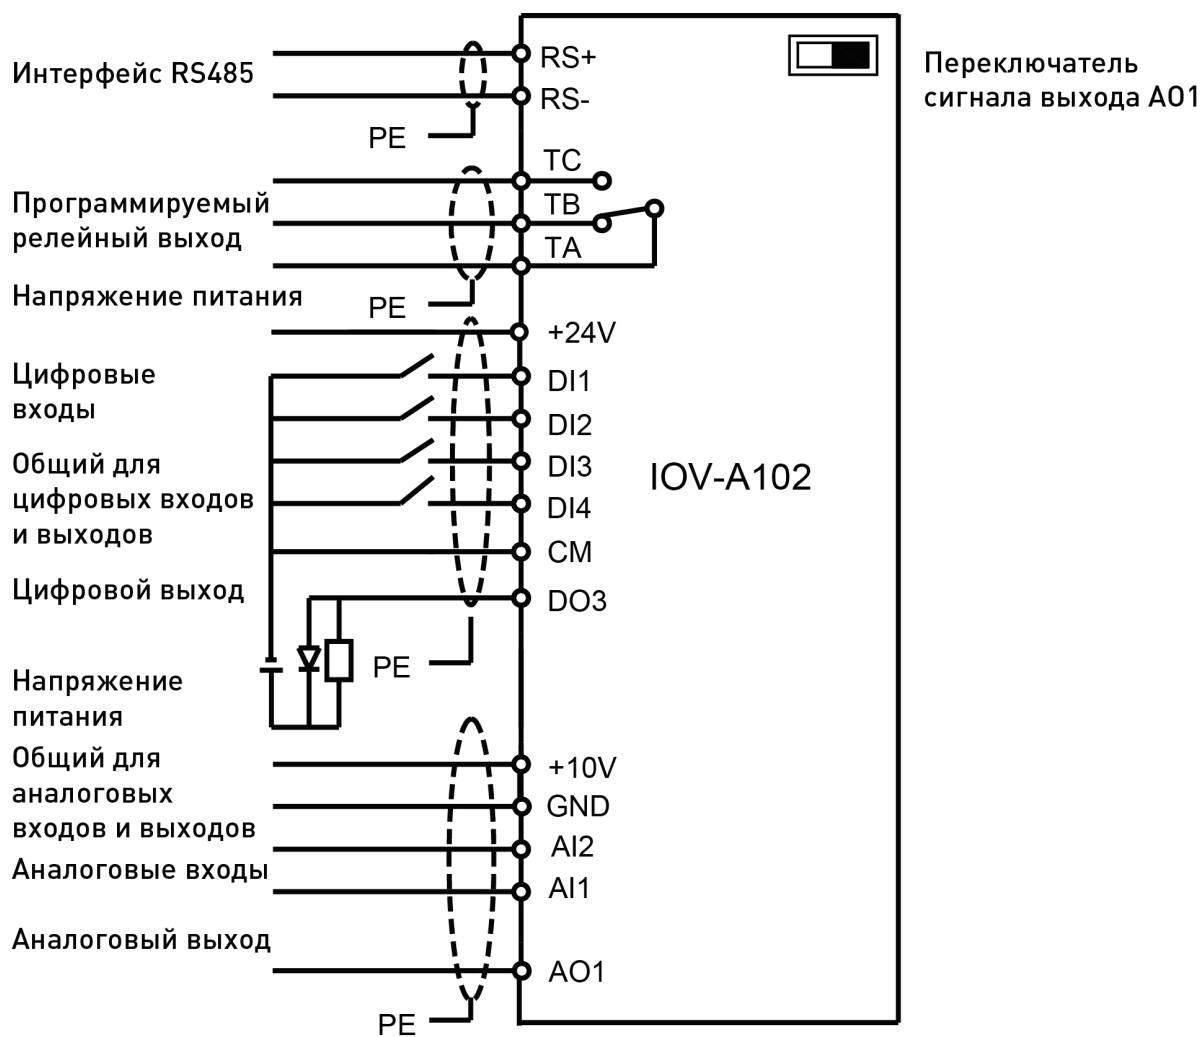 Интерфейс RS485
RS+
RS-
PE
Переключатель
сигнала выхода AO1
Программируемый
релейный выход
TC
TB
TA
PE
Напряжение питания
+24V
Цифровые
входы
DI1
DI2
Общий для
цифровых входов
и выходов
DI3
DI4
CM
IOV-A102
Цифровой выход
DO3
PE
Напряжение
питания
+10V
Общий для
аналоговых
входов и выходов
GND
Аналоговые входы
AI2
AI1
Аналоговый выход
AO1
PE